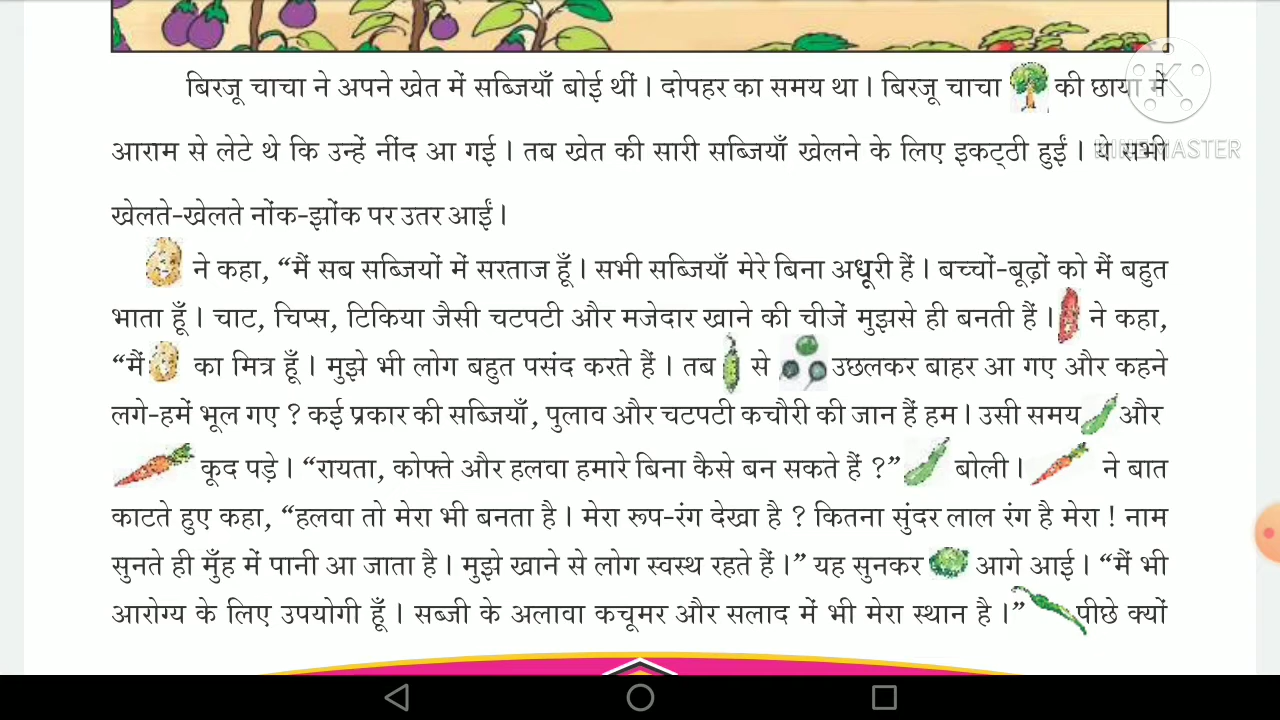 बिरजू चाचा ने अपने खेत में सब्जियाँ बोई थीं। दोपहर का समय था। बिरजू चाचा की छाया में
आराम से लेटे थे कि उन्हें नींद आ गई। तब खेत की सारी सब्जियाँ खेलने के लिए इकट्ठी हुईं। ये सभी
KINEMASTER
खेलते-खेलते नोंक-झोंक पर उतर आईं।
ने कहा, “मैं सब सब्जियों में सरताज हूँ। सभी सब्जियाँ मेरे बिना अधूरी हैं। बच्चों-बूढ़ों को मैं बहुत
भाता हूँ। चाट, चिप्स, टिकिया जैसी चटपटी और मजेदार खाने की चीजें मुझसे ही बनती हैं। ने कहा,
“मैं का मित्र हूँ। मुझे भी लोग बहुत पसंद करते हैं। तब से उछलकर बाहर आ गए और कहने
लगे-हमें भूल गए ? कई प्रकार की सब्जियाँ, पुलाव और चटपटी कचौरी की जान हैं हम। उसी समय और
कूद पड़े। “रायता, कोफ्ते और हलवा हमारे बिना कैसे बन सकते हैं ?” बोली। ने बात
काटते हुए कहा, “हलवा तो मेरा भी बनता है। मेरा रूप-रंग देखा है ? कितना सुंदर लाल रंग है मेरा ! नाम
सुनते ही मुँह में पानी आ जाता है। मुझे खाने से लोग स्वस्थ रहते हैं।” यह सुनकर आगे आई। “मैं भी
आरोग्य के लिए उपयोगी हूँ। सब्जी के अलावा कचूमर और सलाद में भी मेरा स्थान है।” पीछे क्यों